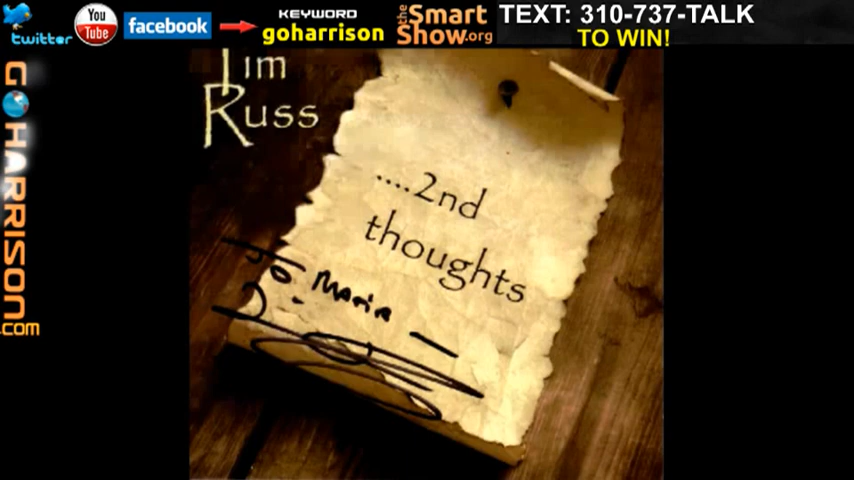 twitter
You
Tube
facebook
KEYWORD
goharrison
the Smart
Show.org
TEXT: 310-737-TALK
TO WIN!
GOHARRISON.COM
Tim
Russ
....2nd
thoughts
To Maria —